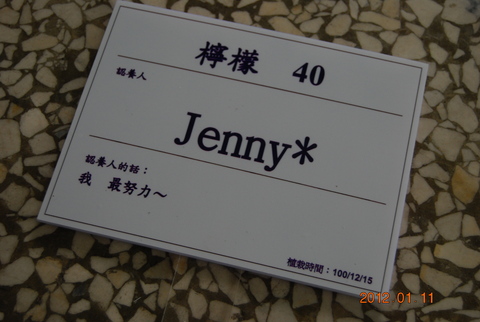 檸檬 40
認養人
Jenny*
認養人的話：
我 最努力～
植栽時間：100/12/15
2012 01 11